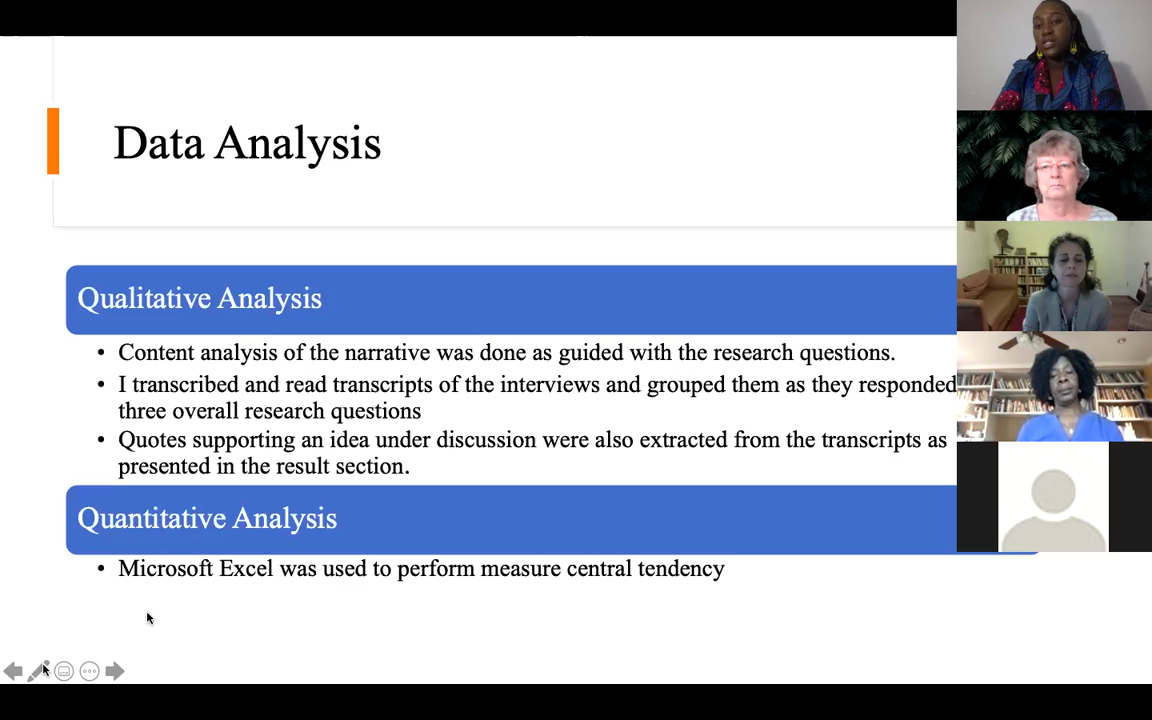 Data Analysis
Qualitative Analysis
• Content analysis of the narrative was done as guided with the research questions.
• I transcribed and read transcripts of the interviews and grouped them as they responded
three overall research questions
• Quotes supporting an idea under discussion were also extracted from the transcripts as
presented in the result section.
Quantitative Analysis
• Microsoft Excel was used to perform measure central tendency